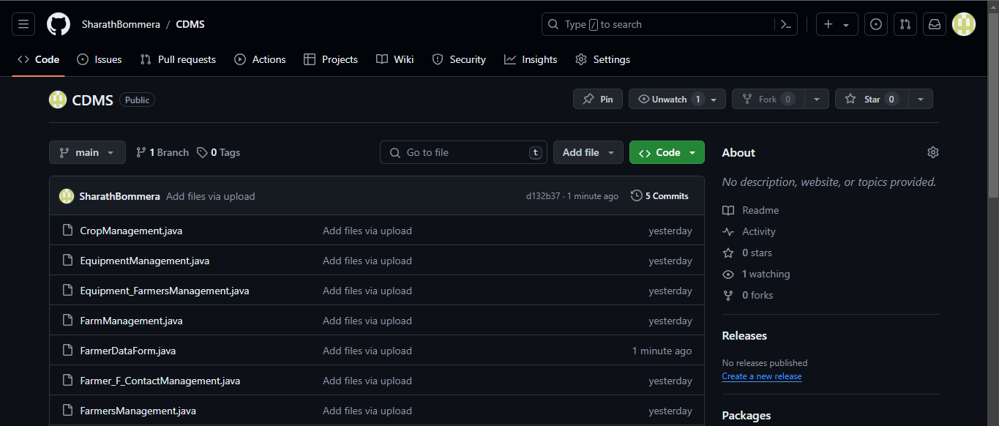 SharathBommera / CDMS
Type / to search
Code Issues Pull requests Actions Projects Wiki Security Insights Settings
CDMS Public
Pin Unwatch 1 Fork 0 Star 0
main 1 Branch 0 Tags
Go to file t Add file Code
SharathBommera Add files via upload d132b37 · 1 minute ago 5 Commits
CropManagement.java Add files via upload yesterday
EquipmentManagement.java Add files via upload yesterday
Equipment_FarmersManagement.java Add files via upload yesterday
FarmManagement.java Add files via upload yesterday
FarmerDataForm.java Add files via upload 1 minute ago
Farmer_F_ContactManagement.java Add files via upload yesterday
FarmersManagement.java Add files via upload yesterday
About
No description, website, or topics provided.
Readme
Activity
0 stars
1 watching
0 forks
Releases
No releases published
Create a new release
Packages